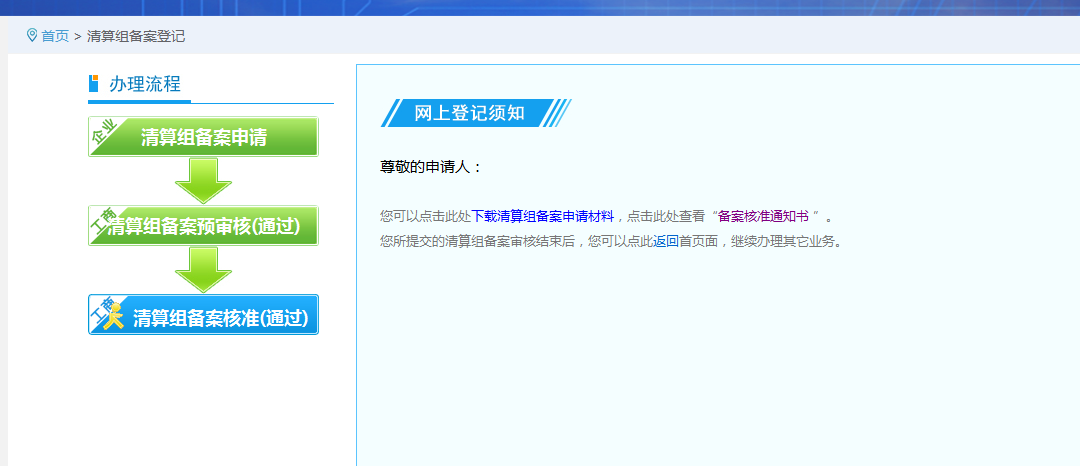 首页 > 清算组备案登记
办理流程
企业
清算组备案申请
工商
清算组备案预审核(通过)
工商
清算组备案核准(通过)
网上登记须知
尊敬的申请人：
您可以点击此处下载清算组备案申请材料，点击此处查看“备案核准通知书 ”。
您所提交的清算组备案审核结束后，您可以点此返回首页面，继续办理其它业务。